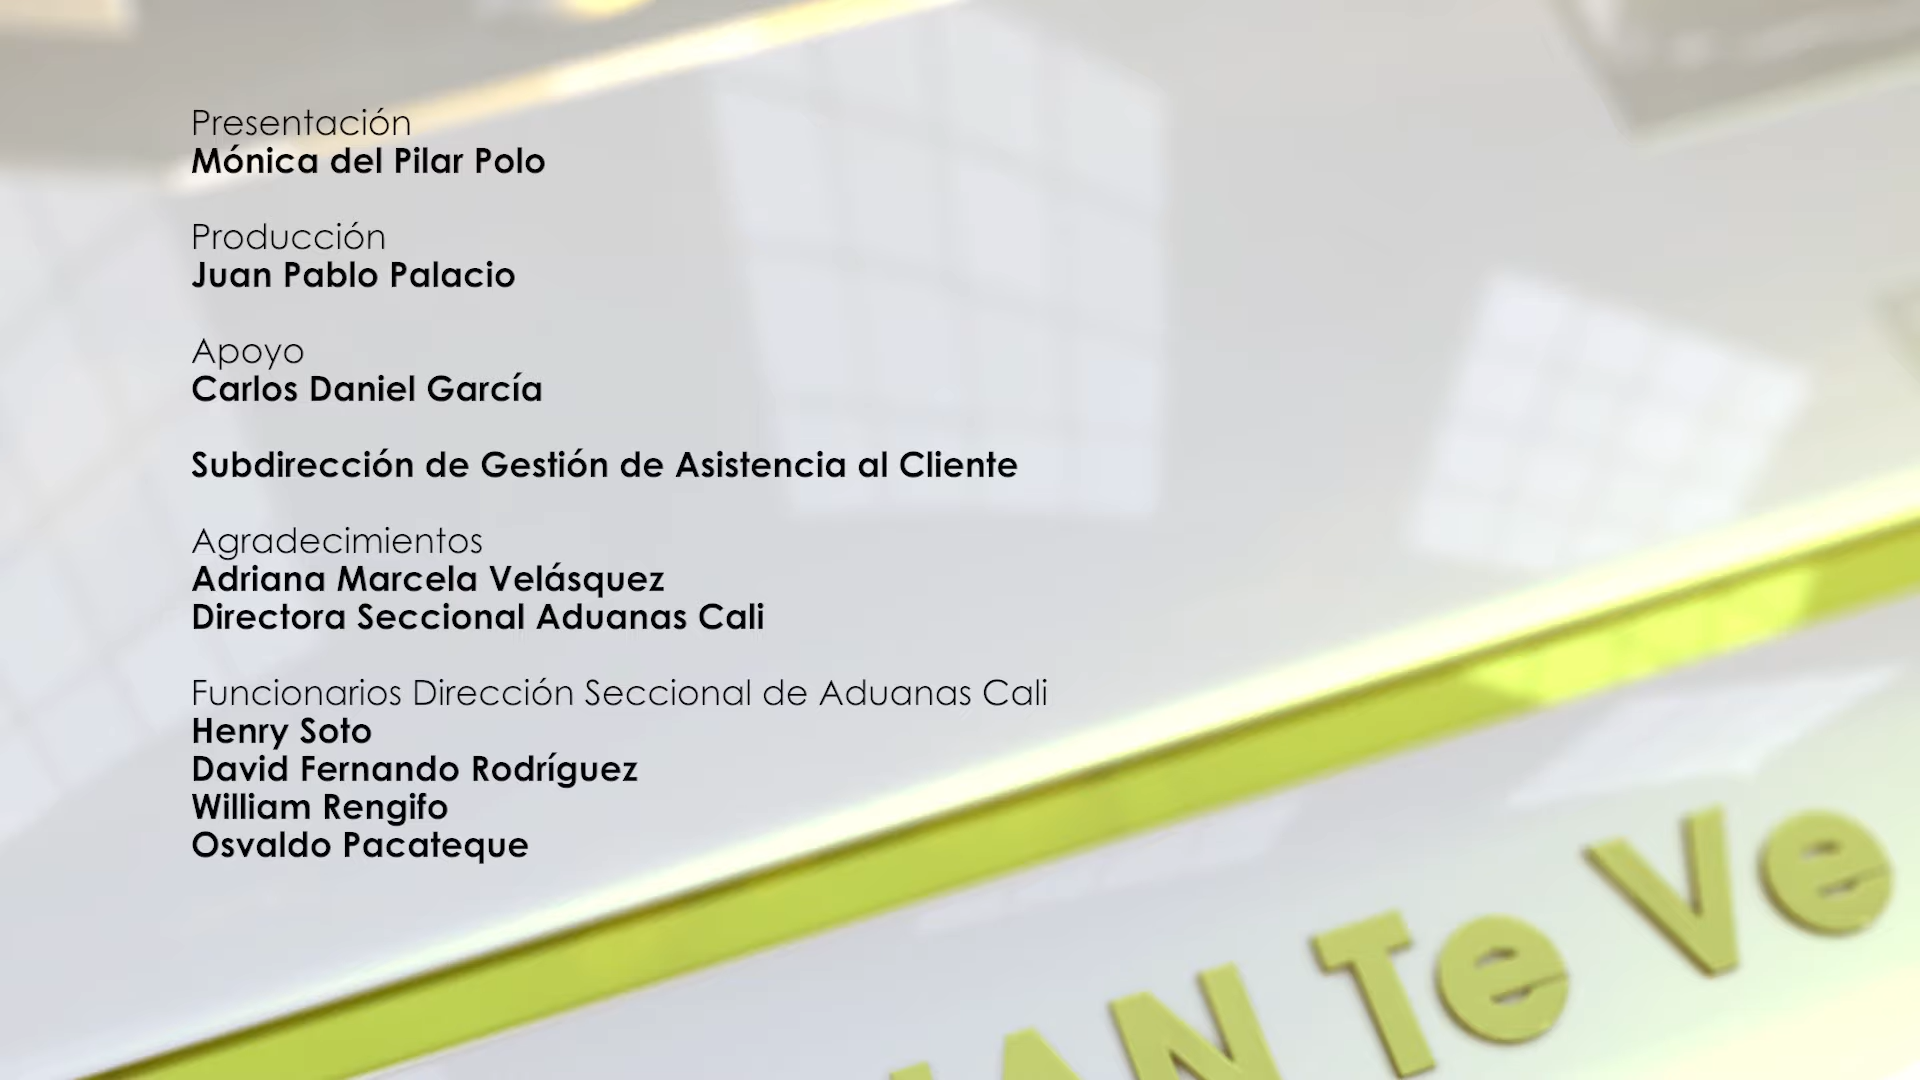 Presentación
Mónica del Pilar Polo
Producción
Juan Pablo Palacio
Apoyo
Carlos Daniel García
Subdirección de Gestión de Asistencia al Cliente
Agradecimientos
Adriana Marcela Velásquez
Directora Seccional Aduanas Cali
Funcionarios Dirección Seccional de Aduanas Cali
Henry Soto
David Fernando Rodríguez
William Rengifo
Osvaldo Pacateque
IAN Te Ve